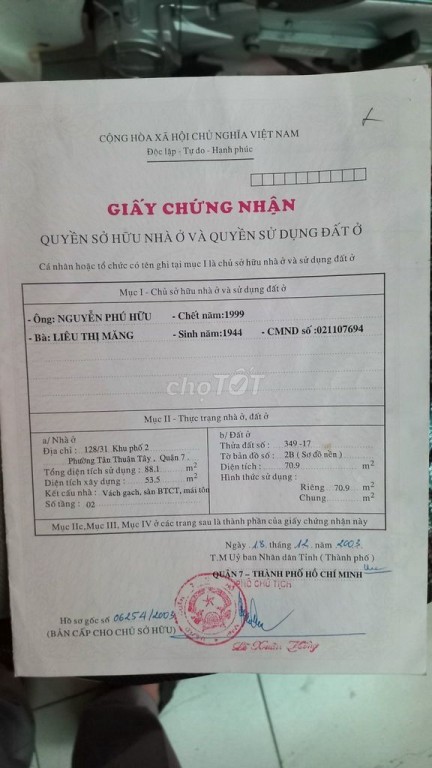 CỘNG HÒA XÃ HỘI CHỦ NGHĨA VIỆT NAM
Độc lập - Tự do - Hạnh phúc
GIẤY CHỨNG NHẬN
QUYỀN SỞ HỮU NHÀ Ở VÀ QUYỀN SỬ DỤNG ĐẤT Ở
Cá nhân hoặc tổ chức có tên ghi tại mục I là chủ sở hữu nhà ở và sử dụng đất ở
Mục I - Chủ sở hữu nhà ở và sử dụng đất ở
- Ông: NGUYỄN PHÚ HỮU - Chết năm:1999
- Bà: LIÊU THỊ MĂNG - Sinh năm:1944 - CMND số :021107694
chợTỐT
Mục II - Thực trạng nhà ở, đất ở
a/ Nhà ở
Địa chỉ : 128/31 Khu phố 2
Phường Tân Thuận Tây , Quận 7 .
Tổng diện tích sử dụng : 88.1 m2
Diện tích xây dựng : 53.5 m2
Kết cấu nhà : Vách gạch, sàn BTCT, mái tôn
Số tầng : 02
b/ Đất ở
Thửa đất số : 349 -17
Tờ bản đồ số : 2B ( Sơ đồ nền )
Diện tích : 70.9 m2
Hình thức sử dụng :
Riêng : 70.9 m2
Chung m2
Mục IIc,Mục III, Mục IV ở các trang sau là thành phần của giấy chứng nhận này
Ngày .18. tháng .12. năm 2003
T.M Uỷ ban Nhân dân Tỉnh ( Thành phố )
QUẬN 7 – THÀNH PHỐ HỒ CHÍ MINH
PHÓ CHỦ TỊCH
Hồ sơ gốc số 06254/2003
(BẢN CẤP CHO CHỦ SỞ HỮU)